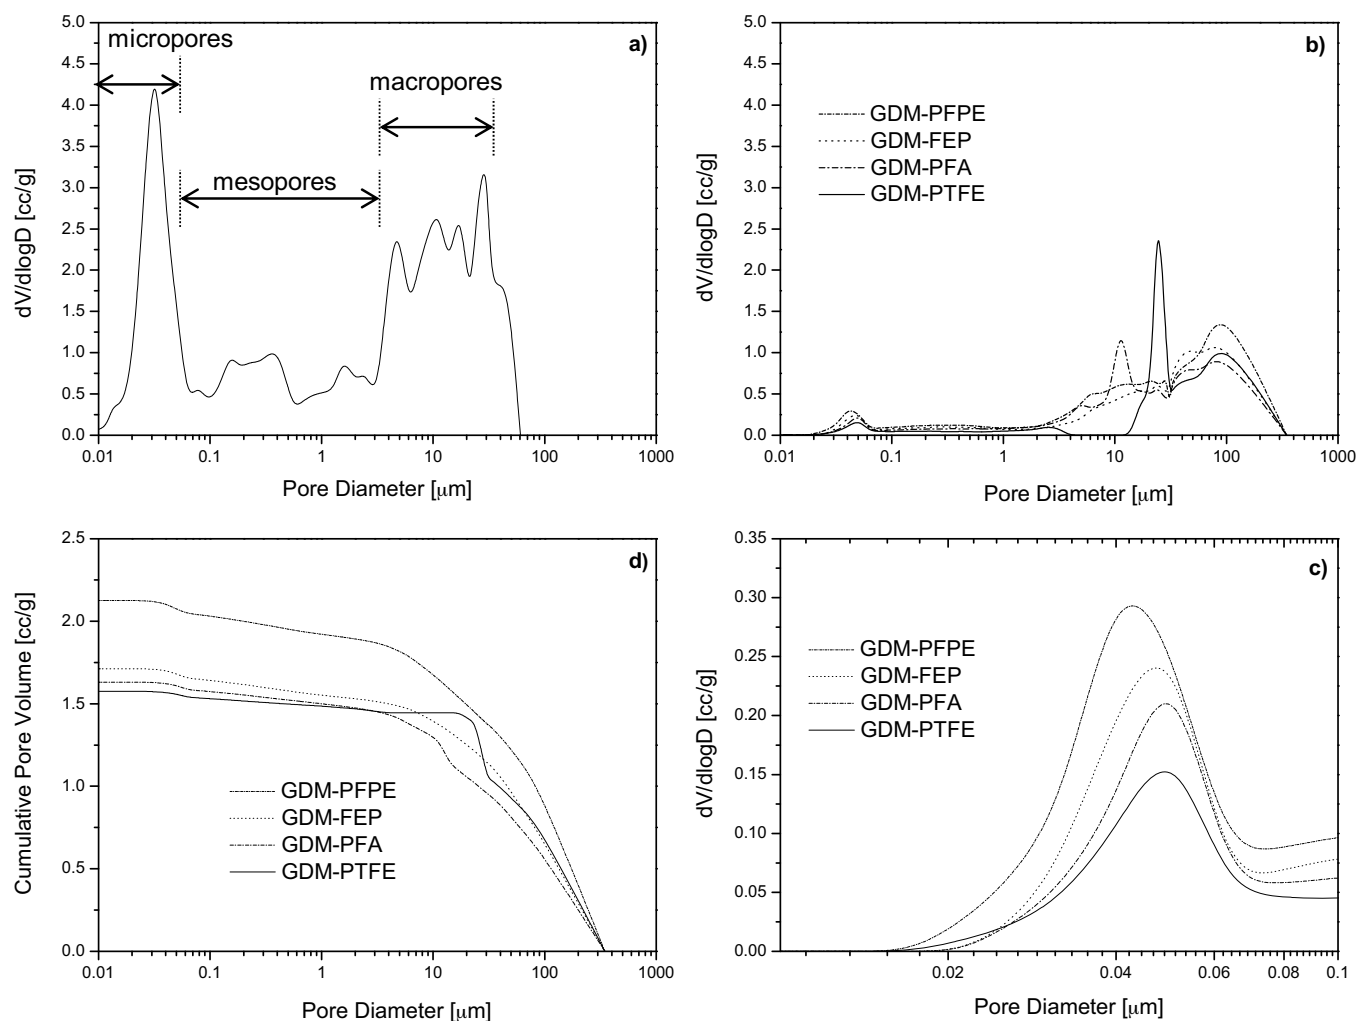 a)
micropores
macropores
mesopores
5.0
4.5
4.0
3.5
3.0
2.5
2.0
1.5
1.0
0.5
0.0
dV/dlogD [cc/g]
0.01 0.1 1 10 100 1000
Pore Diameter [μm]
b)
GDM-PFPE
GDM-FEP
GDM-PFA
GDM-PTFE
5.0
4.5
4.0
3.5
3.0
2.5
2.0
1.5
1.0
0.5
0.0
dV/dlogD [cc/g]
0.01 0.1 1 10 100 1000
Pore Diameter [μm]
d)
2.5
2.0
1.5
1.0
0.5
0.0
Cumulative Pore Volume [cc/g]
GDM-PFPE
GDM-FEP
GDM-PFA
GDM-PTFE
0.01 0.1 1 10 100 1000
Pore Diameter [μm]
c)
0.35
0.30
0.25
0.20
0.15
0.10
0.05
0.00
dV/dlogD [cc/g]
GDM-PFPE
GDM-FEP
GDM-PFA
GDM-PTFE
0.02 0.04 0.06 0.08 0.1
Pore Diameter [μm]